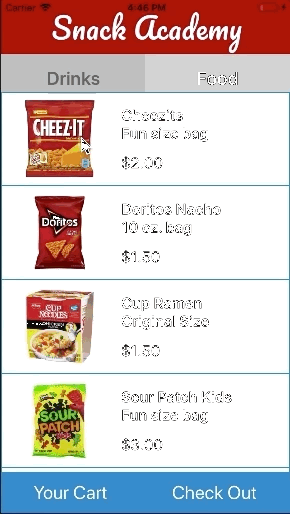 Carrier 4:46 PM
Snack Academy
Drinks Food
CHEEZ-IT
Cheezits
Fun size bag
$2.00
Doritos
Doritos Nacho
10 oz. bag
$1.50
CUP
NOODLES
Cup Ramen
Original Size
$1.50
SOUR
PATCH
KIDS
Sour Patch Kids
Fun size bag
$3.00
Your Cart Check Out